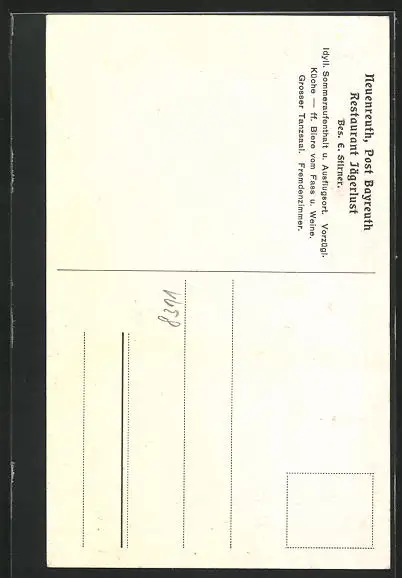 Neuenreuth, Post Bayreuth
Restaurant Jägerlust
Bes. E. Stirner.
Idyll. Sommeraufenthalt u. Ausflugsort. Vorzügl.
Küche — ff. Biere vom Fass u. Weine.
Grosser Tanzsaal. Fremdenzimmer.